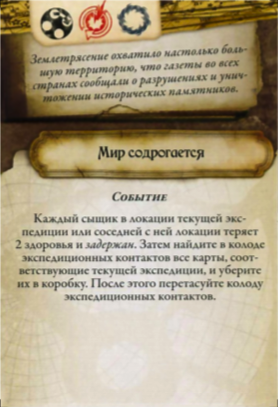 Землетрясение охватило настолько боль-
шую территорию, что газеты во всех
странах сообщали о разрушениях и унич-
тожении исторических памятников.
Мир содрогается
Событие
Каждый сыщик в локации текущей экс-
педиции или соседней с ней локации теряет
2 здоровья и задержан. Затем найдите в колоде
экспедиционных контактов все карты, соот-
ветствующие текущей экспедиции, и уберите
их в коробку. После этого перетасуйте колоду
экспедиционных контактов.